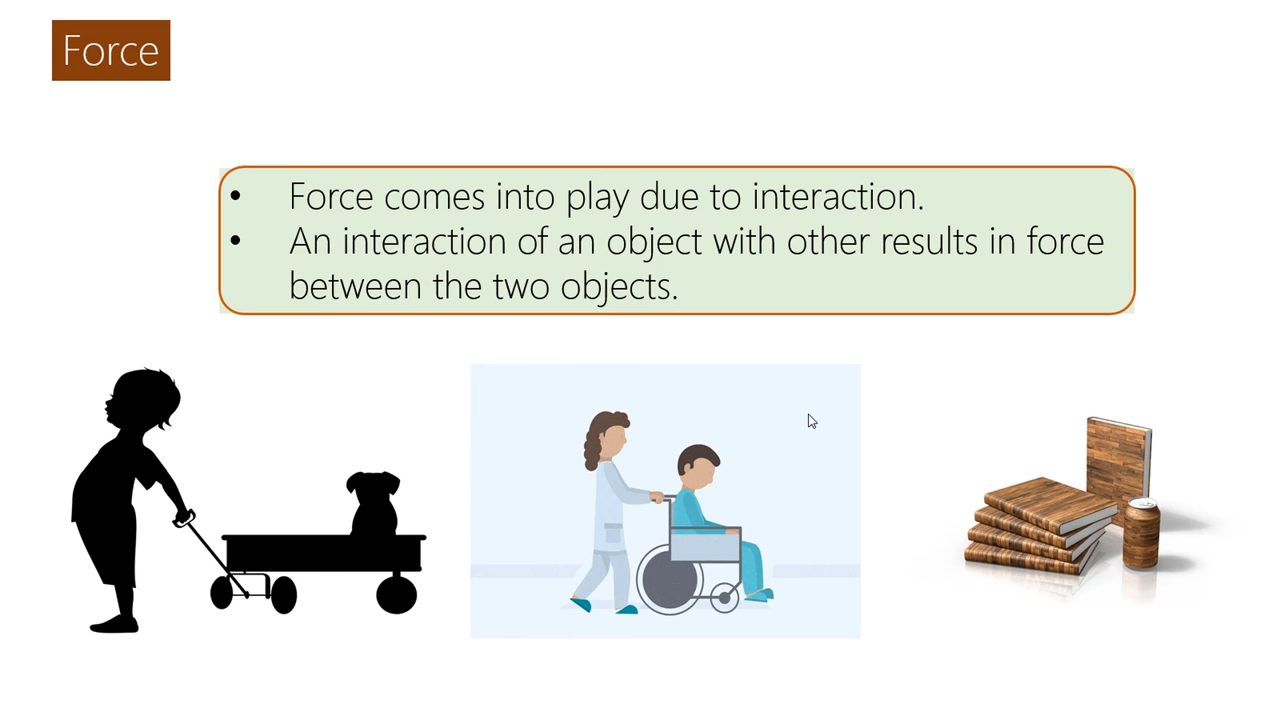 Force
• Force comes into play due to interaction.
• An interaction of an object with other results in force
between the two objects.